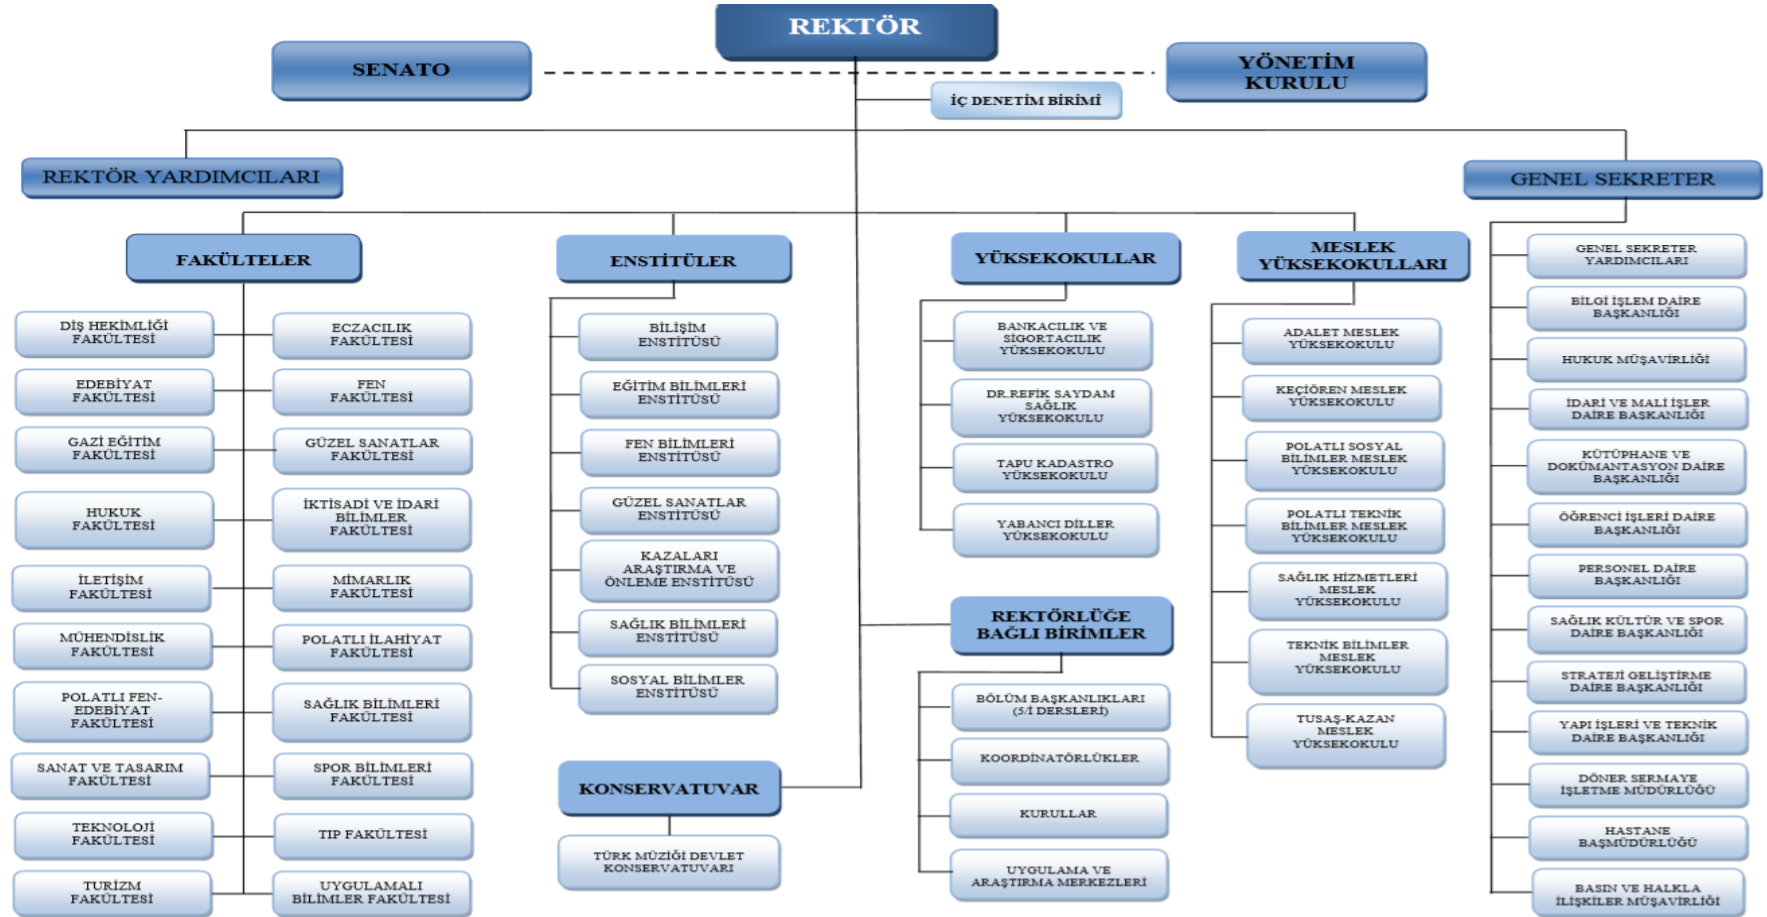 REKTÖR
SENATO
YÖNETİM
KURULU
İÇ DENETİM BİRİMİ
REKTÖR YARDIMCILARI
GENEL SEKRETER
FAKÜLTELER
DİŞ HEKİMLİĞİ
FAKÜLTESİ
ECZACILIK
FAKÜLTESİ
EDEBİYAT
FAKÜLTESİ
FEN
FAKÜLTESİ
GAZİ EĞİTİM
FAKÜLTESİ
GÜZEL SANATLAR
FAKÜLTESİ
HUKUK
FAKÜLTESİ
İKTİSADİ VE İDARİ
BİLİMLER
FAKÜLTESİ
İLETİŞİM
FAKÜLTESİ
MİMARLIK
FAKÜLTESİ
MÜHENDİSLİK
FAKÜLTESİ
POLATLI İLAHİYAT
FAKÜLTESİ
POLATLI FEN-
EDEBİYAT
FAKÜLTESİ
SAĞLIK BİLİMLERİ
FAKÜLTESİ
SANAT VE TASARIM
FAKÜLTESİ
SPOR BİLİMLERİ
FAKÜLTESİ
TEKNOLOJİ
FAKÜLTESİ
TIP FAKÜLTESİ
TURİZM
FAKÜLTESİ
UYGULAMALI
BİLİMLER FAKÜLTESİ
ENSTİTÜLER
BİLİŞİM
ENSTİTÜSÜ
EĞİTİM BİLİMLERİ
ENSTİTÜSÜ
FEN BİLİMLERİ
ENSTİTÜSÜ
GÜZEL SANATLAR
ENSTİTÜSÜ
KAZALARI
ARAŞTIRMA VE
ÖNLEME ENSTİTÜSÜ
SAĞLIK BİLİMLERİ
ENSTİTÜSÜ
SOSYAL BİLİMLER
ENSTİTÜSÜ
KONSERVATUVAR
TÜRK MÜZİĞİ DEVLET
KONSERVATUVARI
YÜKSEKOKULLAR
BANKACILIK VE
SİGORTACILIK
YÜKSEKOKULU
DR.REFİK SAYDAM
SAĞLIK
YÜKSEKOKULU
TAPU KADASTRO
YÜKSEKOKULU
YABANCI DİLLER
YÜKSEKOKULU
REKTÖRLÜĞE
BAĞLI BİRİMLER
BÖLÜM BAŞKANLIKLARI
(5/İ DERSLERİ)
KOORDİNATÖRLÜKLER
KURULLAR
UYGULAMA VE
ARAŞTIRMA MERKEZLERİ
MESLEK
YÜKSEKOKULLARI
ADALET MESLEK
YÜKSEKOKULU
KEÇİÖREN MESLEK
YÜKSEKOKULU
POLATLI SOSYAL
BİLİMLER MESLEK
YÜKSEKOKULU
POLATLI TEKNİK
BİLİMLER MESLEK
YÜKSEKOKULU
SAĞLIK HİZMETLERİ
MESLEK
YÜKSEKOKULU
TEKNİK BİLİMLER
MESLEK
YÜKSEKOKULU
TUSAŞ-KAZAN
MESLEK
YÜKSEKOKULU
GENEL SEKRETER
YARDIMCILARI
BİLGİ İŞLEM DAİRE
BAŞKANLIĞI
HUKUK MÜŞAVİRLİĞİ
İDARİ VE MALİ İŞLER
DAİRE BAŞKANLIĞI
KÜTÜPHANE VE
DOKÜMANTASYON DAİRE
BAŞKANLIĞI
ÖĞRENCİ İŞLERİ DAİRE
BAŞKANLIĞI
PERSONEL DAİRE
BAŞKANLIĞI
SAĞLIK KÜLTÜR VE SPOR
DAİRE BAŞKANLIĞI
STRATEJİ GELİŞTİRME
DAİRE BAŞKANLIĞI
YAPI İŞLERİ VE TEKNİK
DAİRE BAŞKANLIĞI
DÖNER SERMAYE
İŞLETME MÜDÜRLÜĞÜ
HASTANE
BAŞMÜDÜRLÜĞÜ
BASIN VE HALKLA
İLİŞKİLER MÜŞAVİRLİĞİ